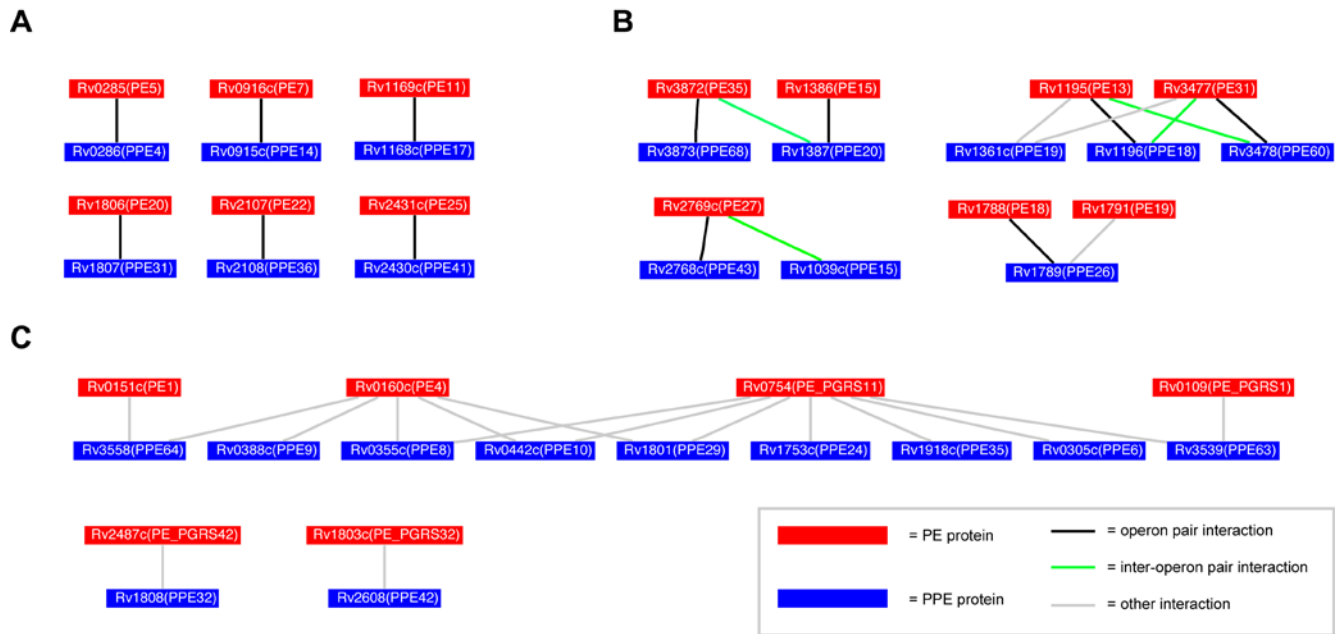 A
B
Rv0285(PE5)
Rv0916c(PE7)
Rv1169c(PE11)
Rv0286(PPE4)
Rv0915c(PPE14)
Rv1168c(PPE17)
Rv1806(PE20)
Rv2107(PE22)
Rv2431c(PE25)
Rv1807(PPE31)
Rv2108(PPE36)
Rv2430c(PPE41)
Rv3872(PE35)
Rv1386(PE15)
Rv1195(PE13)
Rv3477(PE31)
Rv3873(PPE68)
Rv1387(PPE20)
Rv1361c(PPE19)
Rv1196(PPE18)
Rv3478(PPE60)
Rv2769c(PE27)
Rv1788(PE18)
Rv1791(PE19)
Rv2768c(PPE43)
Rv1039c(PPE15)
Rv1789(PPE26)
C
Rv0151c(PE1)
Rv0160c(PE4)
Rv0754(PE_PGRS11)
Rv0109(PE_PGRS1)
Rv3558(PPE64)
Rv0388c(PPE9)
Rv0355c(PPE8)
Rv0442c(PPE10)
Rv1801(PPE29)
Rv1753c(PPE24)
Rv1918c(PPE35)
Rv0305c(PPE6)
Rv3539(PPE63)
Rv2487c(PE_PGRS42)
Rv1803c(PE_PGRS32)
Rv1808(PPE32)
Rv2608(PPE42)
= PE protein
= PPE protein
= operon pair interaction
= inter-operon pair interaction
= other interaction